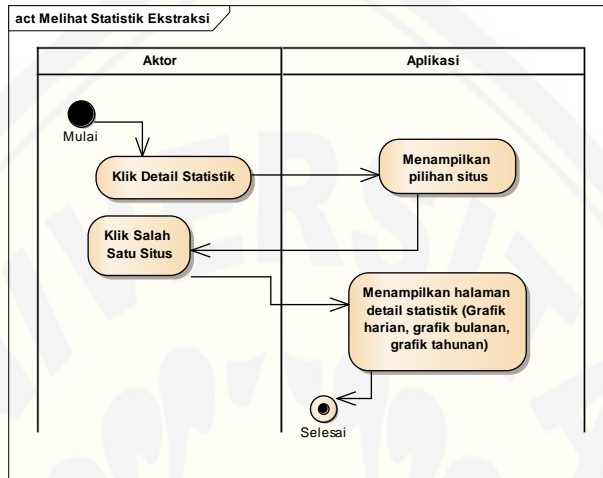 act Melihat Statistik Ekstraksi
Aktor
Aplikasi
Mulai
Klik Detail Statistik
Menampilkan
pilihan situs
Klik Salah
Satu Situs
Menampilkan halaman
detail statistik (Grafik
harian, grafik bulanan,
grafik tahunan)
Selesai